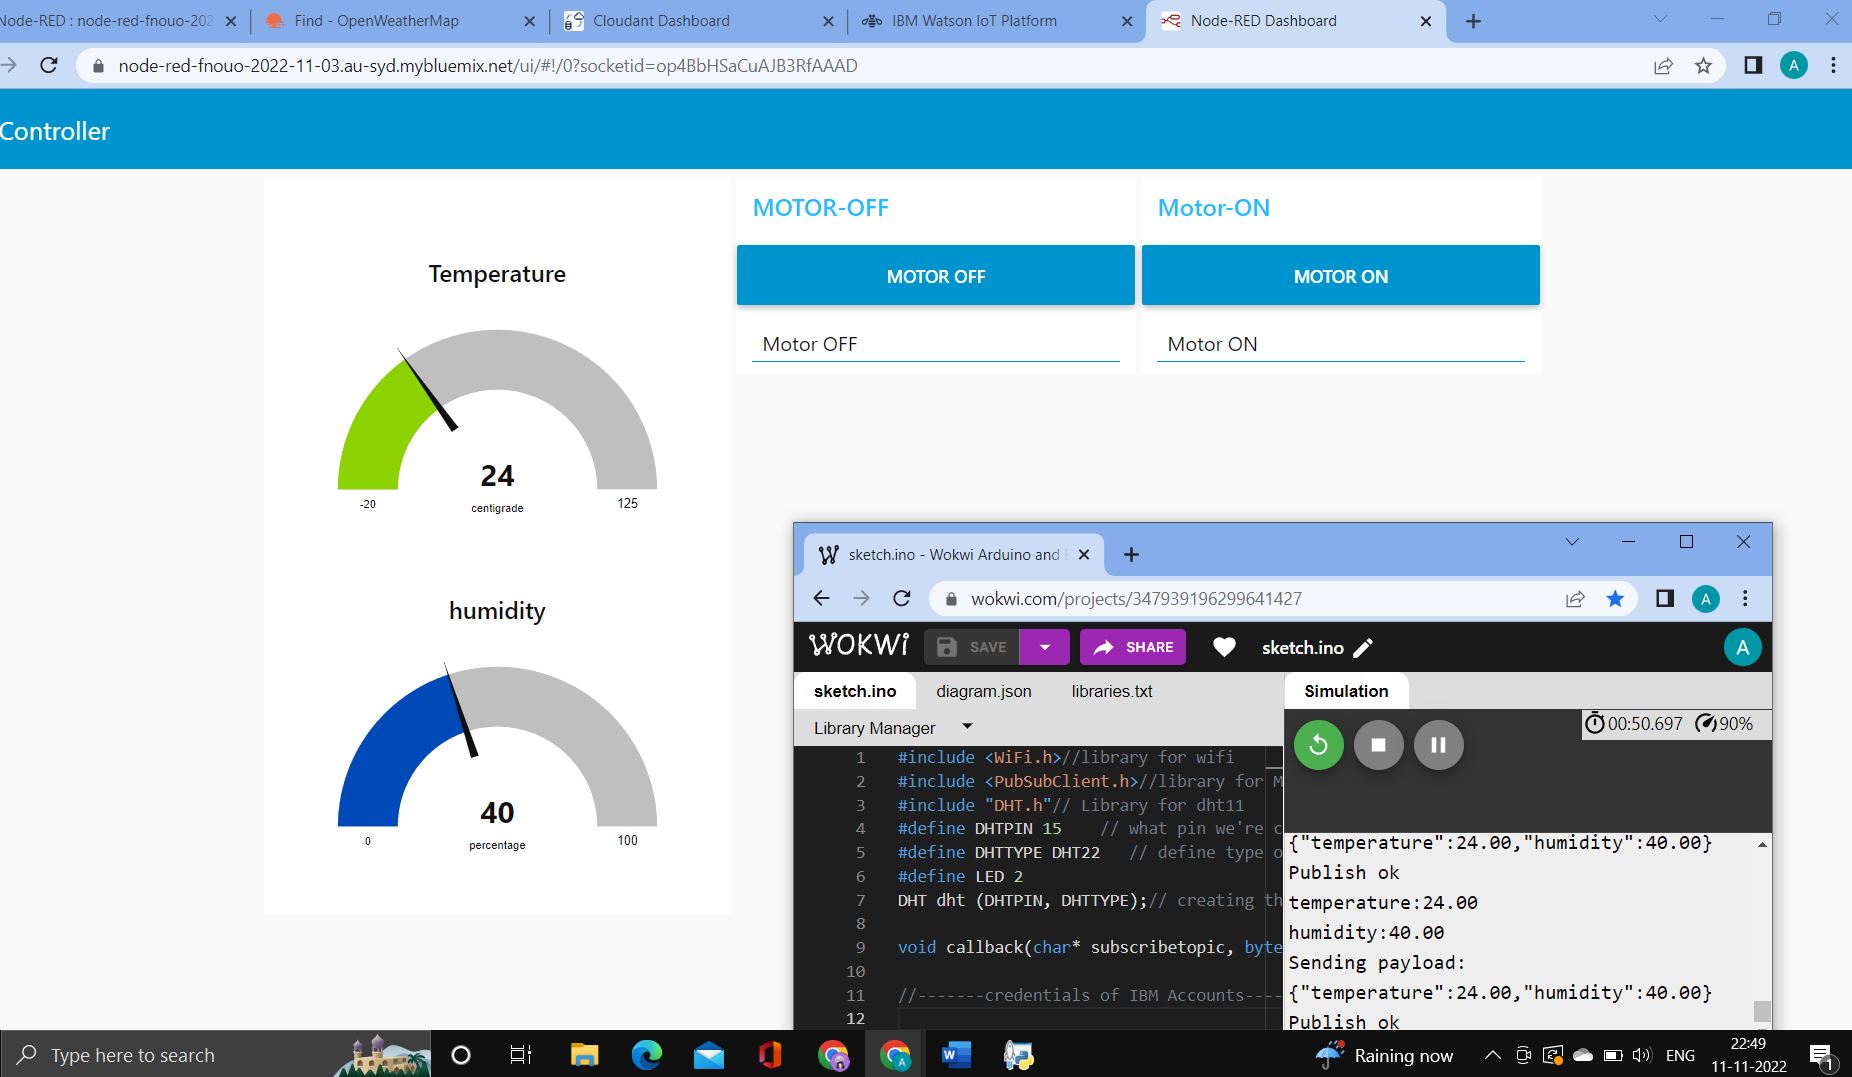 Node-RED : node-red-fnouo-202
Find - OpenWeatherMap
Cloudant Dashboard
IBM Watson IoT Platform
Node-RED Dashboard
node-red-fnouo-2022-11-03.au-syd.mybluemix.net/ui/#!/0?socketid=op4BbHSaCuAJB3RfAAAD
A
Controller
Temperature
24
centigrade
-20
125
humidity
40
percentage
0
100
MOTOR-OFF
MOTOR OFF
Motor OFF
Motor-ON
MOTOR ON
Motor ON
sketch.ino - Wokwi Arduino and
wokwi.com/projects/347939196299641427
A
WOKWi
SAVE
SHARE
sketch.ino
A
sketch.ino
diagram.json
libraries.txt
Library Manager
1 #include <WiFi.h>//library for wifi
2 #include <PubSubClient.h>//library for M
3 #include "DHT.h"// Library for dht11
4 #define DHTPIN 15 // what pin we're c
5 #define DHTTYPE DHT22 // define type o
6 #define LED 2
7 DHT dht (DHTPIN, DHTTYPE);// creating th
8
9 void callback(char* subscribetopic, byte
10
11 //-------credentials of IBM Accounts----
12
Simulation
00:50.697
90%
{"temperature":24.00,"humidity":40.00}
Publish ok
temperature:24.00
humidity:40.00
Sending payload:
{"temperature":24.00,"humidity":40.00}
Publish ok
Type here to search
W
A
Raining now
ENG
22:49
11-11-2022
1